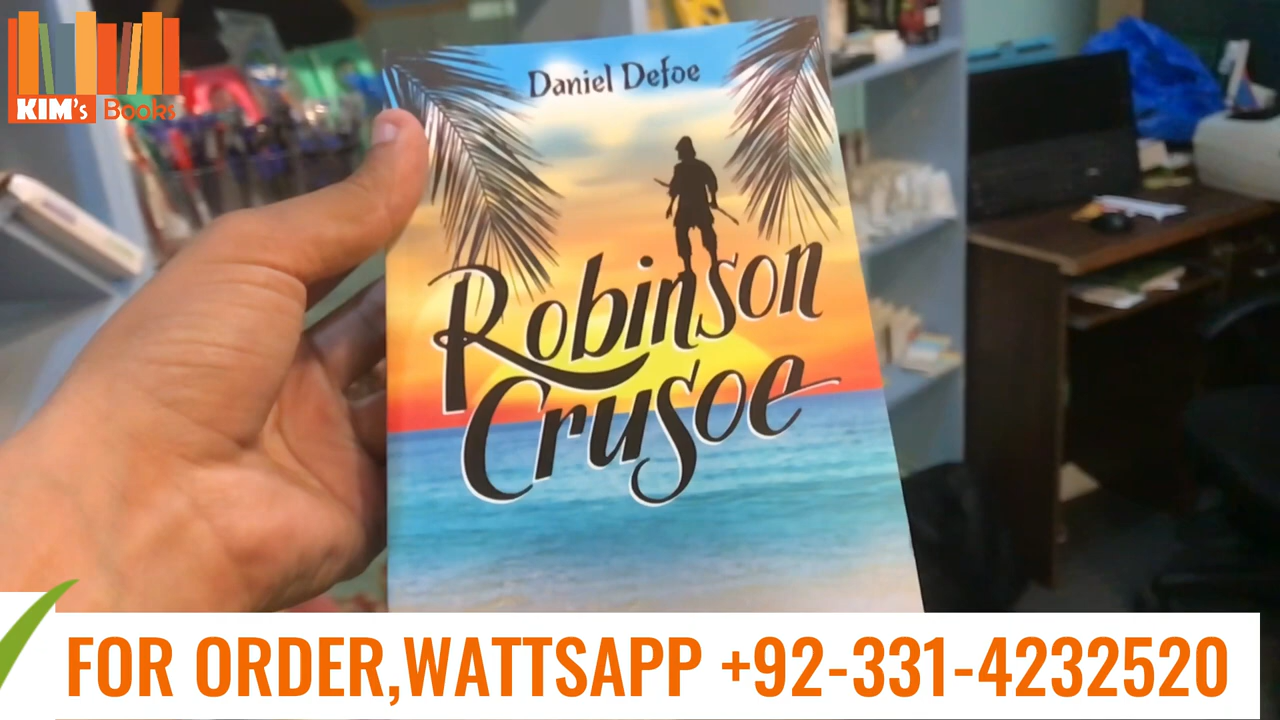 KIM's Books
Daniel Defoe
Robinson
Crusoe
FOR ORDER,WATTSAPP +92-331-4232520